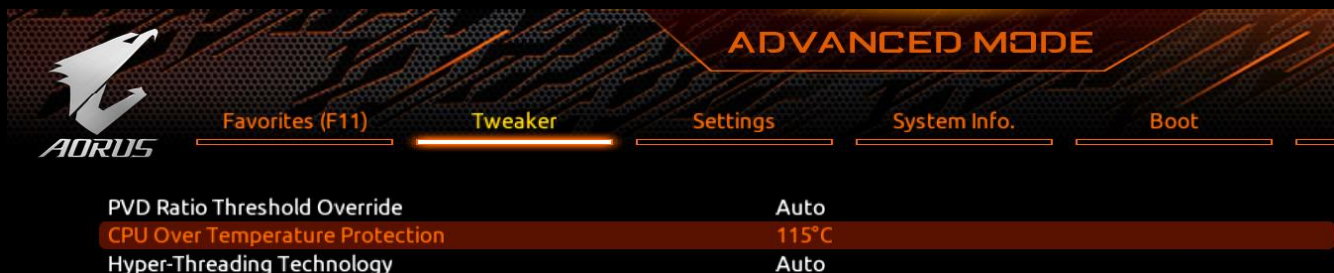 ADVANCED MODE
Favorites (F11) Tweaker Settings System Info. Boot
AORUS
PVD Ratio Threshold Override Auto
CPU Over Temperature Protection 115°C
Hyper-Threading Technology Auto